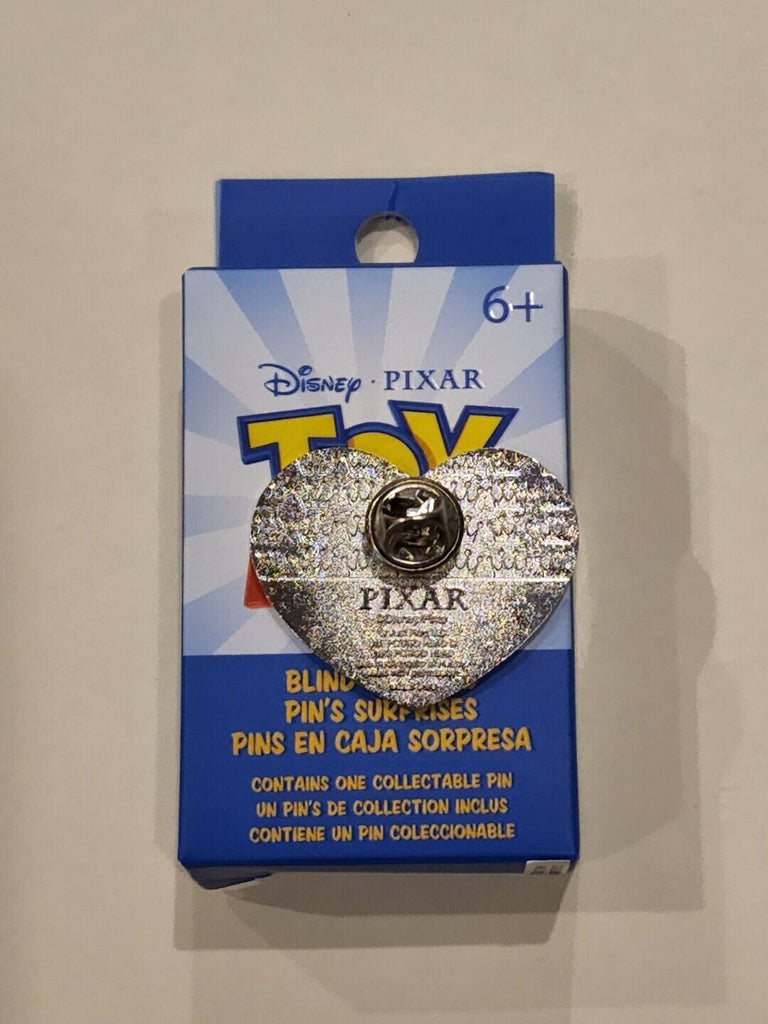 6+
Disney · PIXAR
TOY
PIXAR
BLIND
PIN'S SURPRISES
PINS EN CAJA SORPRESA
CONTAINS ONE COLLECTABLE PIN
UN PIN'S DE COLLECTION INCLUS
CONTIENE UN PIN COLECCIONABLE